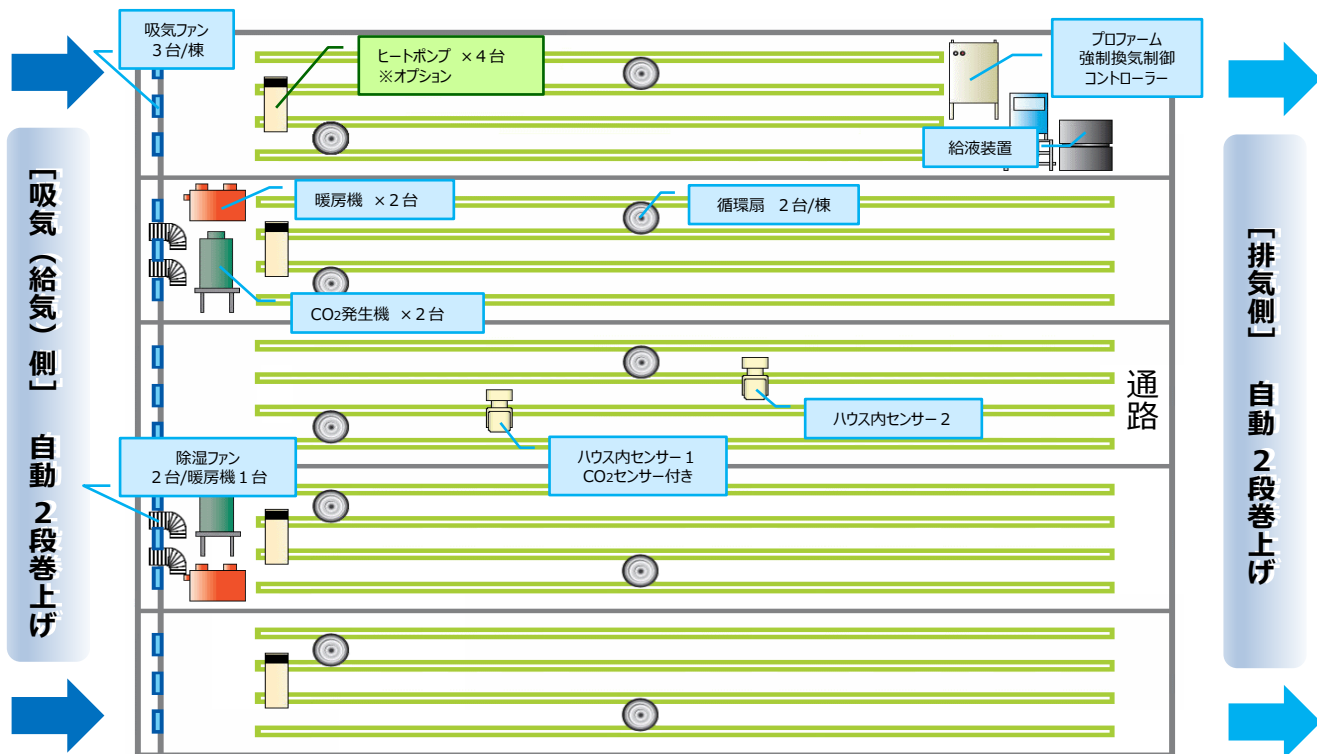 吸気ファン
3台/棟
ヒートポンプ ×4台
※オプション
プロファーム
強制換気制御
コントローラー
給液装置
[吸気(給気)側] 自動2段巻上げ
暖房機 ×2台
循環扇 2台/棟
CO2発生機 ×2台
[排気側] 自動2段巻上げ
ハウス内センサー2
通路
ハウス内センサー1
CO2センサー付き
除湿ファン
2台/暖房機1台